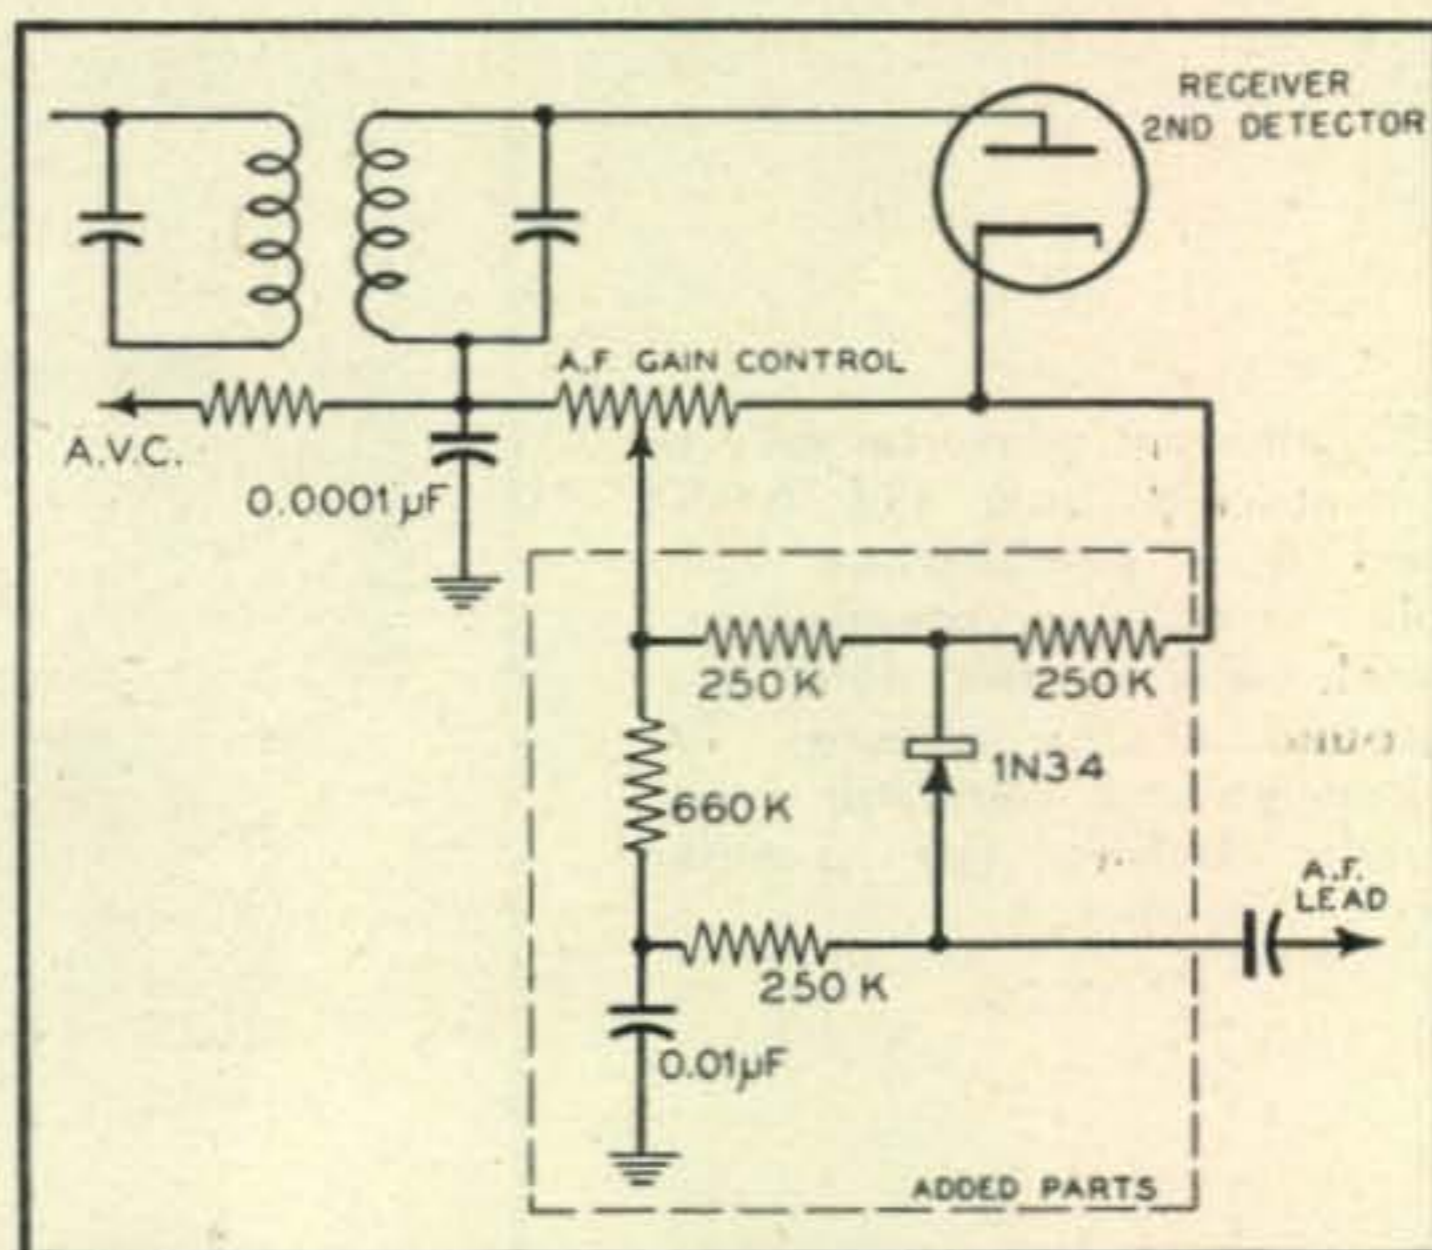 RECEIVER
2ND DETECTOR
A.F GAIN CONTROL
A.V.C.
0.0001 µF
250 K
250 K
1N34
660 K
A.F.
LEAD
250 K
0.01µF
ADDED PARTS